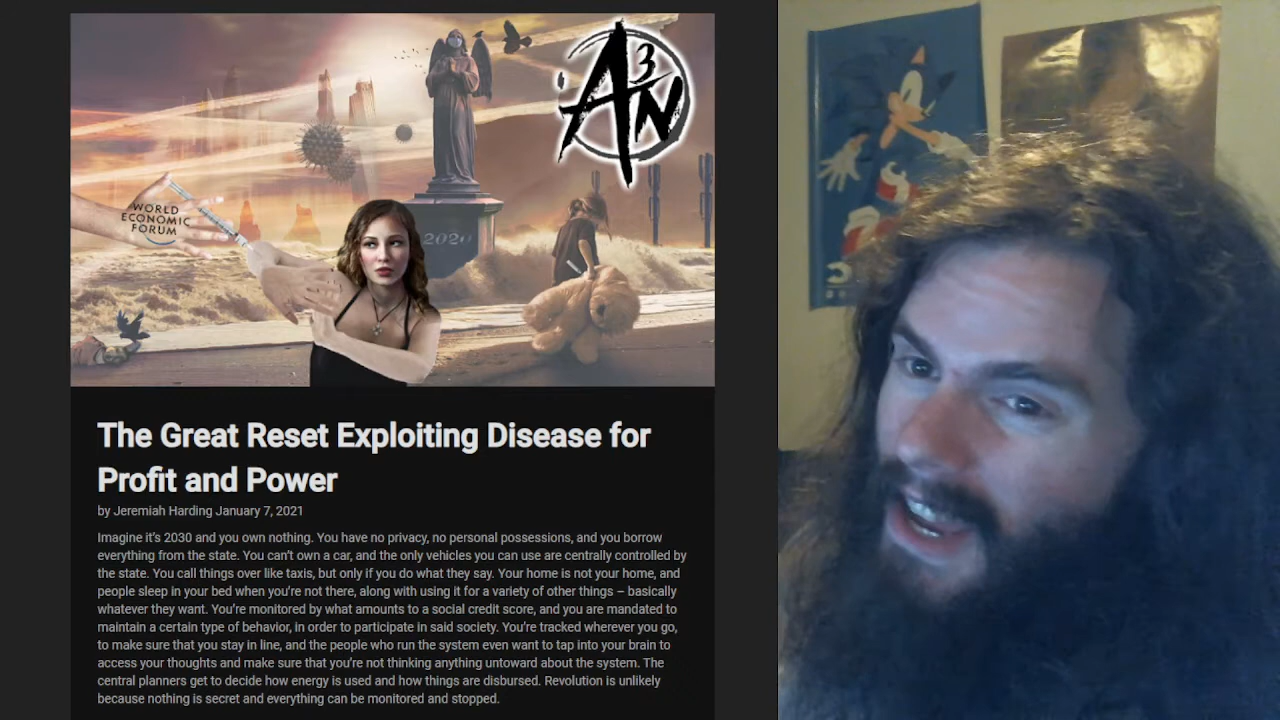 A3N
WORLD
ECONOMIC
FORUM
2020
The Great Reset Exploiting Disease for
Profit and Power
by Jeremiah Harding January 7, 2021
Imagine it's 2030 and you own nothing. You have no privacy, no personal possessions, and you borrow
everything from the state. You can't own a car, and the only vehicles you can use are centrally controlled by
the state. You call things over like taxis, but only if you do what they say. Your home is not your home, and
people sleep in your bed when you're not there, along with using it for a variety of other things – basically
whatever they want. You're monitored by what amounts to a social credit score, and you are mandated to
maintain a certain type of behavior, in order to participate in said society. You're tracked wherever you go,
to make sure that you stay in line, and the people who run the system even want to tap into your brain to
access your thoughts and make sure that you're not thinking anything untoward about the system. The
central planners get to decide how energy is used and how things are disbursed. Revolution is unlikely
because nothing is secret and everything can be monitored and stopped.